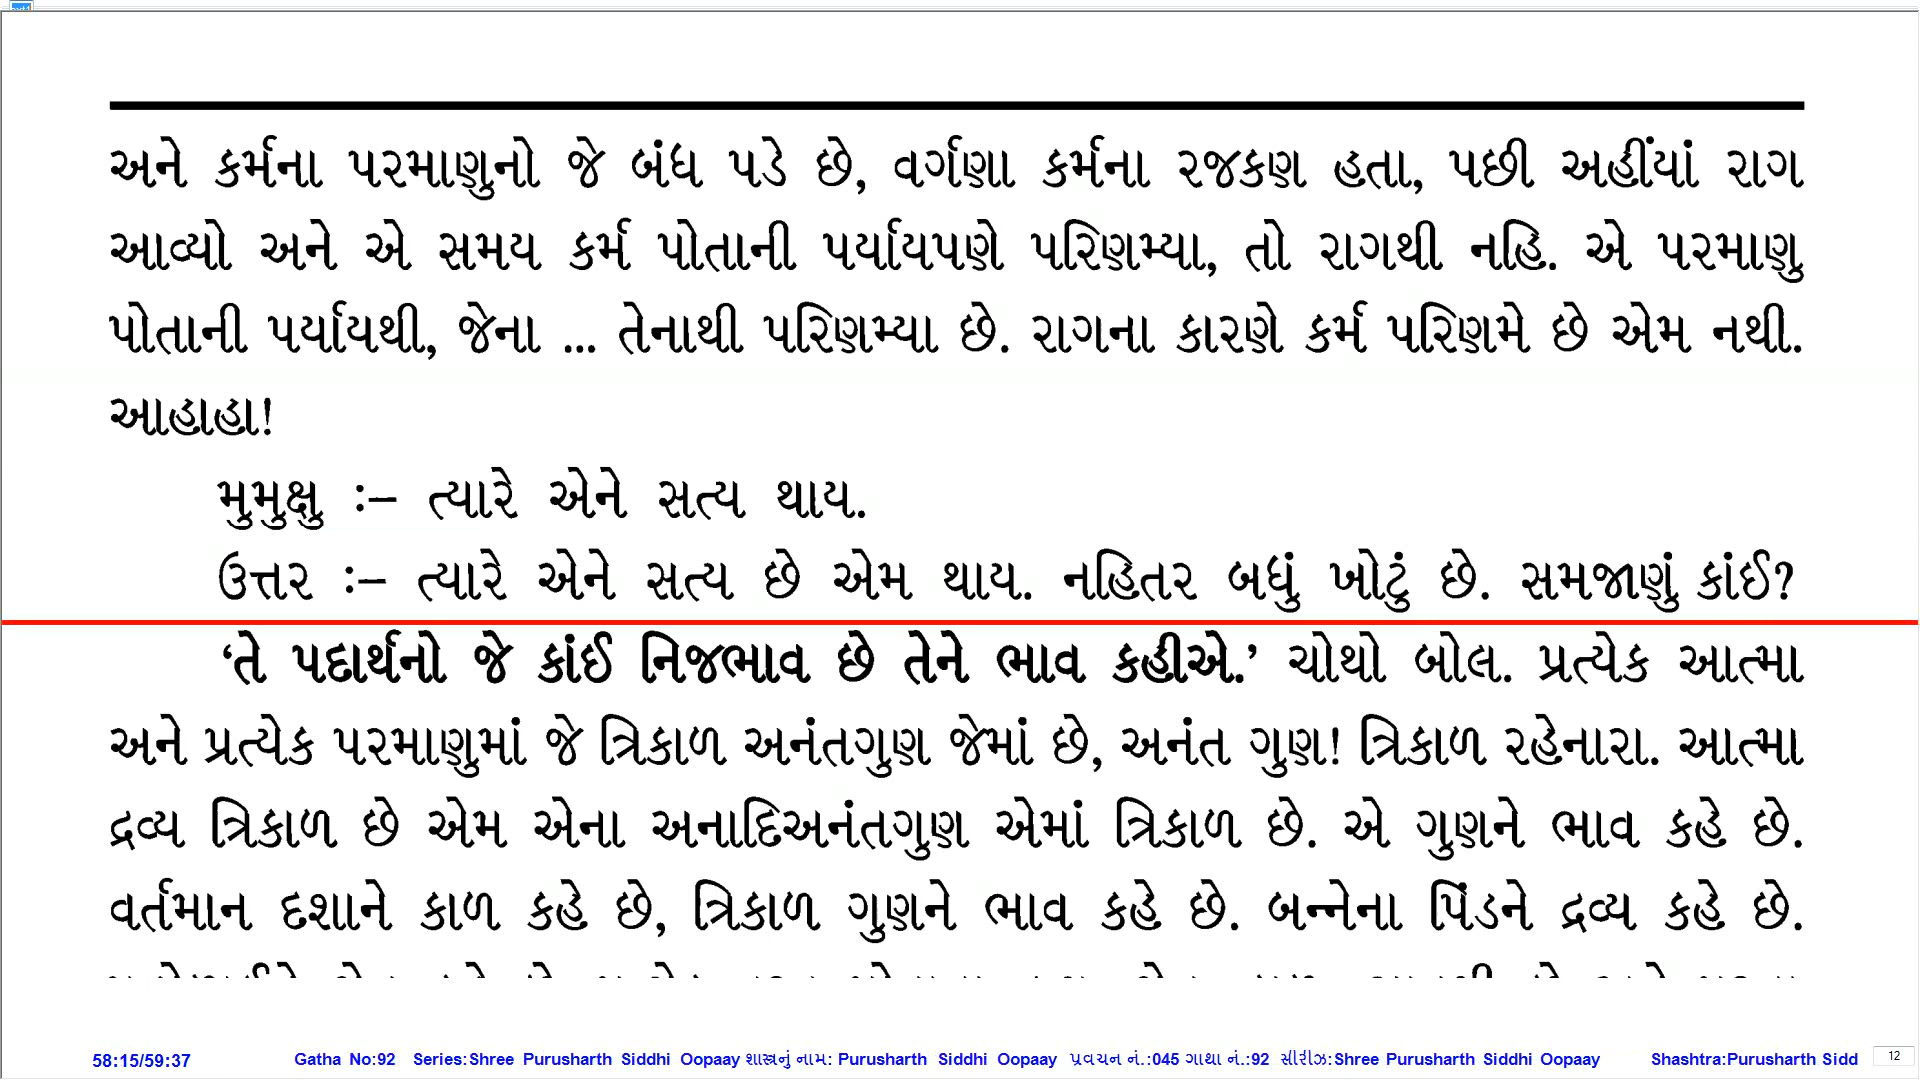 અને કર્મના પરમાણુનો જે બંધ પડે છે, વર્ગણા કર્મના રજકણ હતા, પછી અહીંયાં રાગ
આવ્યો અને એ સમય કર્મ પોતાની પર્યાયપણે પરિણમ્યા, તો રાગથી નહિ. એ પરમાણુ
પોતાની પર્યાયથી, જેના ... તેનાથી પરિણમ્યા છે. રાગના કારણે કર્મ પરિણમે છે એમ નથી.
આહાહા!
મુમુક્ષુ :– ત્યારે એને સત્ય થાય.
ઉત્તર :– ત્યારે એને સત્ય છે એમ થાય. નહિતર બધું ખોટું છે. સમજાણું કાંઈ?
‘તે પદાર્થનો જે કાંઈ નિજભાવ છે તેને ભાવ કહીએ.’ ચોથો બોલ. પ્રત્યેક આત્મા
અને પ્રત્યેક પરમાણુમાં જે ત્રિકાળ અનંતગુણ જેમાં છે, અનંત ગુણ! ત્રિકાળ રહેનારા. આત્મા
દ્રવ્ય ત્રિકાળ છે એમ એના અનાદિઅનંતગુણ એમાં ત્રિકાળ છે. એ ગુણને ભાવ કહે છે.
વર્તમાન દશાને કાળ કહે છે, ત્રિકાળ ગુણને ભાવ કહે છે. બન્નેના પિંડને દ્રવ્ય કહે છે.
58:15/59:37 Gatha No:92 Series:Shree Purusharth Siddhi Oopaay શાસ્ત્રનું નામ: Purusharth Siddhi Oopaay પ્રવચન નં.:045 ગાથા નં.:92 સીરીઝ:Shree Purusharth Siddhi Oopaay Shashtra:Purusharth Sidd 12